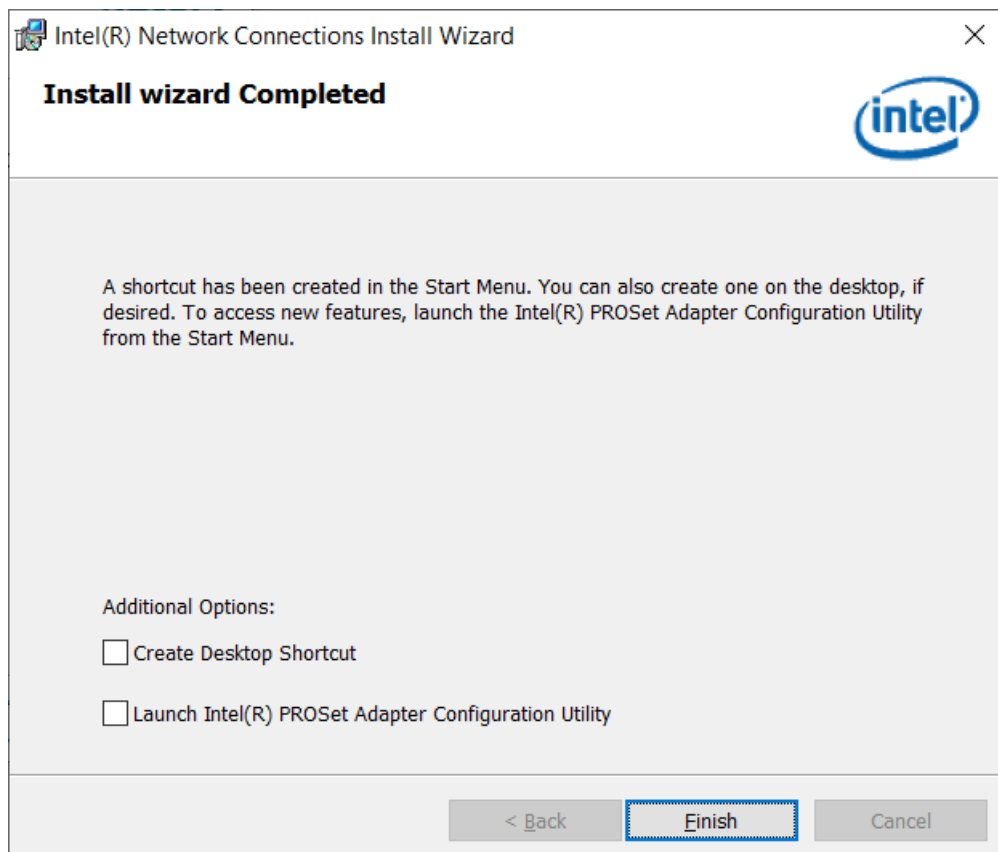 Intel(R) Network Connections Install Wizard
Install wizard Completed
intel
A shortcut has been created in the Start Menu. You can also create one on the desktop, if
desired. To access new features, launch the Intel(R) PROSet Adapter Configuration Utility
from the Start Menu.
Additional Options:
Create Desktop Shortcut
Launch Intel(R) PROSet Adapter Configuration Utility
< Back
Finish
Cancel